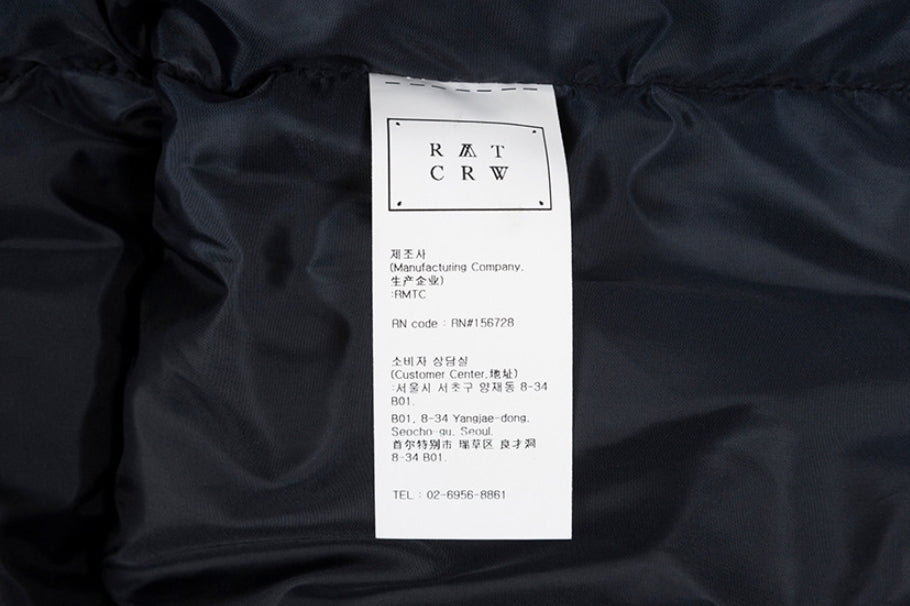 RMT
CRW
제조사
(Manufacturing Company,
生产企业)
:RMTC
RN code : RN#156728
소비자 상담실
(Customer Center,地址)
:서울시 서초구 양재동 8-34
B01.
B01, 8-34 Yangjae-dong,
Seocho-gu, Seoul.
首尔特别市 瑞草区 良才洞
8-34 B01.
TEL : 02-6956-8861